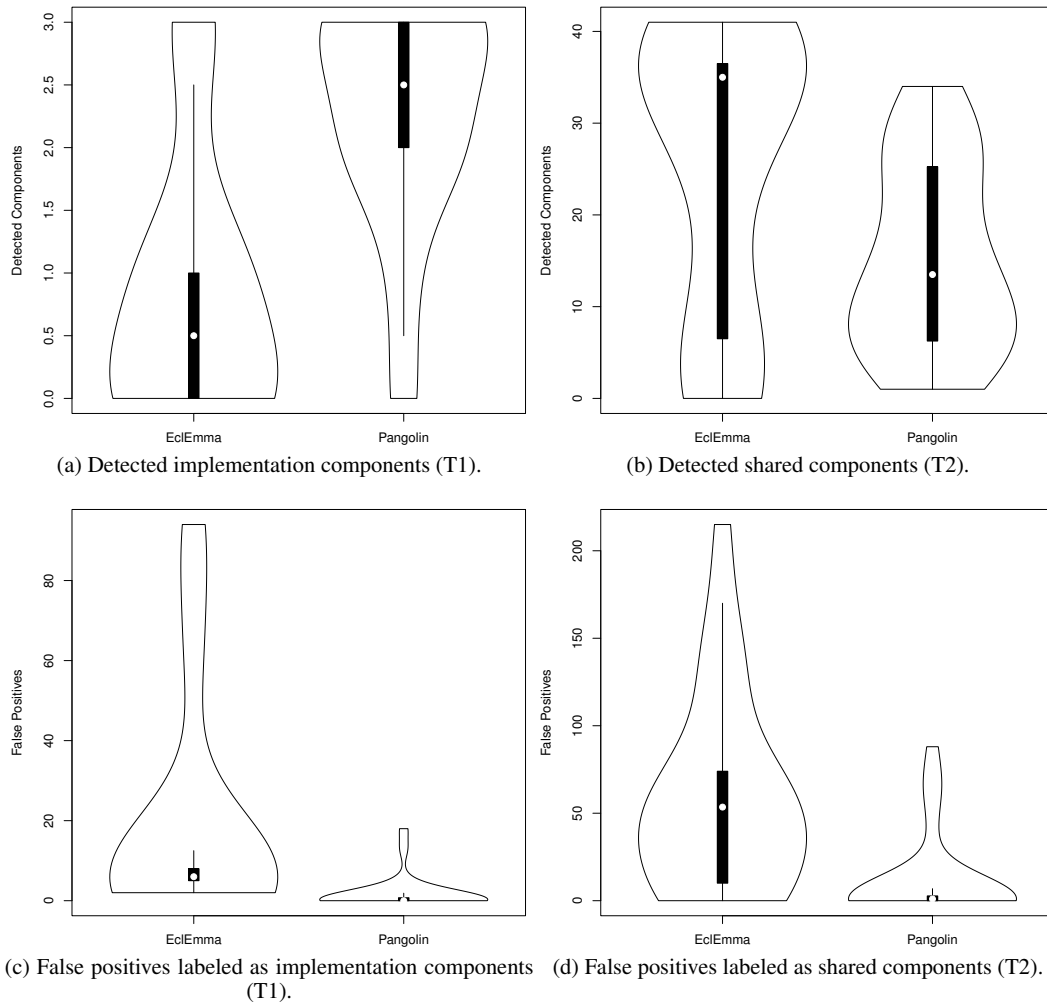 3.0
2.5
2.0
1.5
1.0
0.5
0.0
Detected Components
EclEmma
Pangolin
(a) Detected implementation components (T1).
40
30
20
10
0
Detected Components
EclEmma
Pangolin
(b) Detected shared components (T2).
80
60
40
20
0
False Positives
EclEmma
Pangolin
(c) False positives labeled as implementation components
(T1).
200
150
100
50
0
False Positives
EclEmma
Pangolin
(d) False positives labeled as shared components (T2).